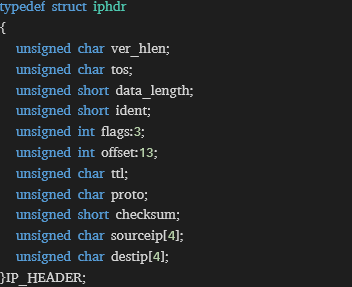 typedef struct iphdr
{
unsigned char ver_hlen;
unsigned char tos;
unsigned short data_length;
unsigned short ident;
unsigned int flags:3;
unsigned int offset:13;
unsigned char ttl;
unsigned char proto;
unsigned short checksum;
unsigned char sourceip[4];
unsigned char destip[4];
}IP_HEADER;